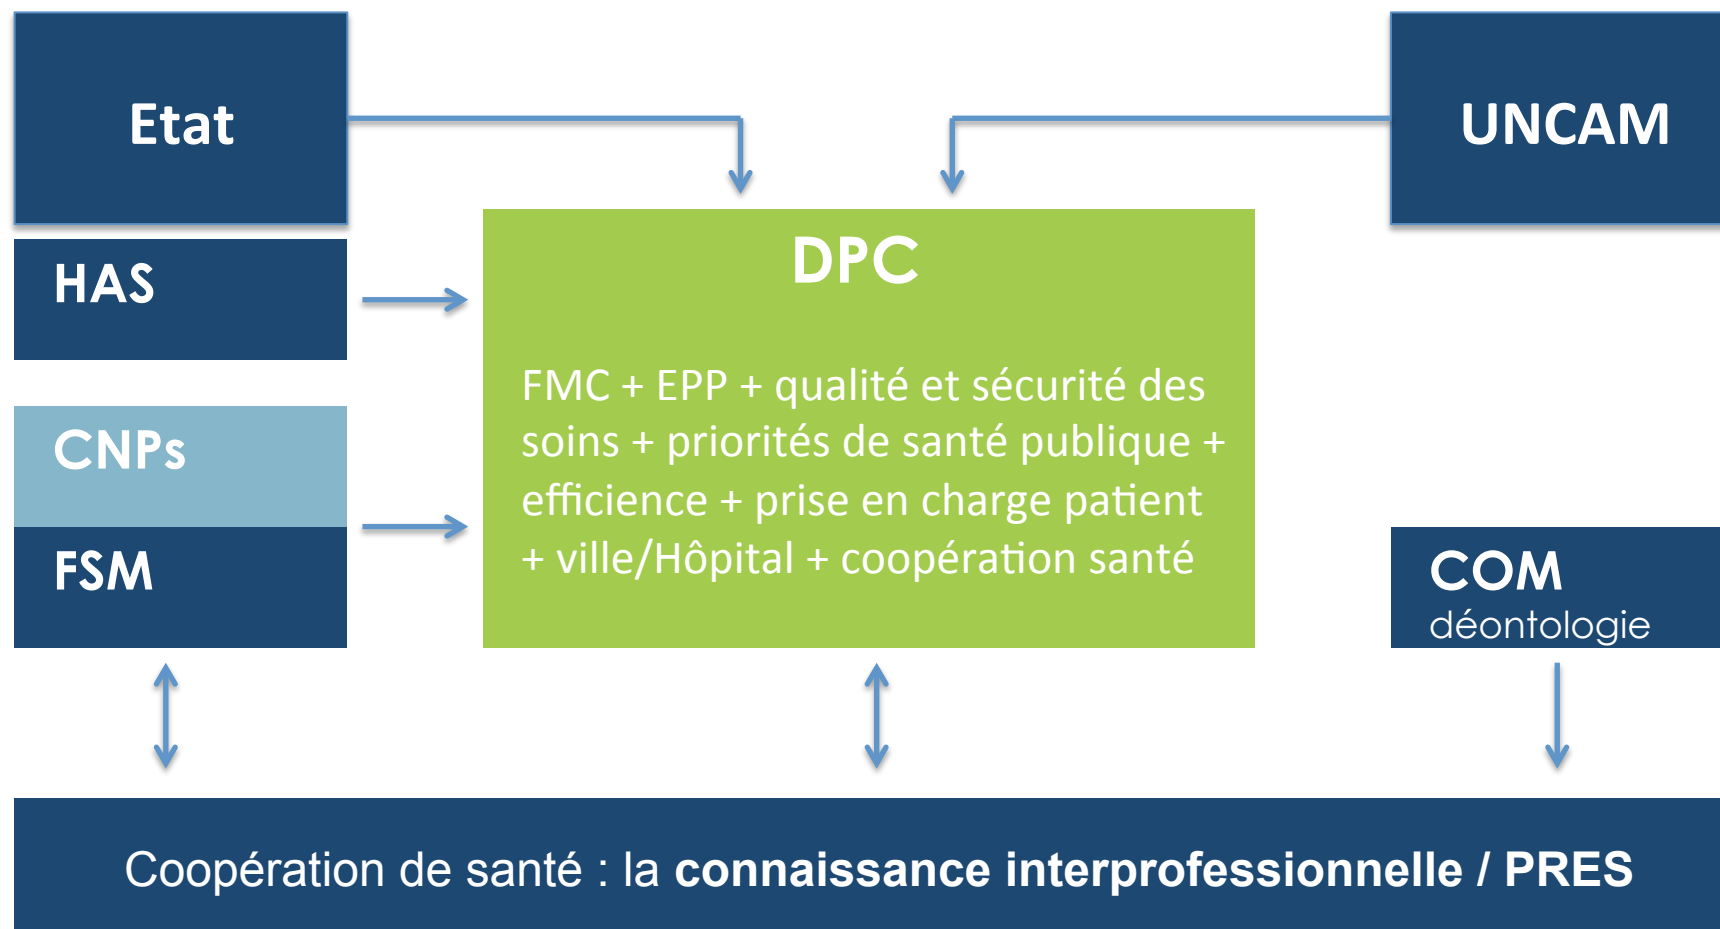 Etat
UNCAM
HAS
DPC
FMC + EPP + qualité et sécurité des
soins + priorités de santé publique +
efficience + prise en charge patient
+ ville/Hôpital + coopération santé
CNPs
FSM
COM
déontologie
Coopération de santé : la connaissance interprofessionnelle / PRES